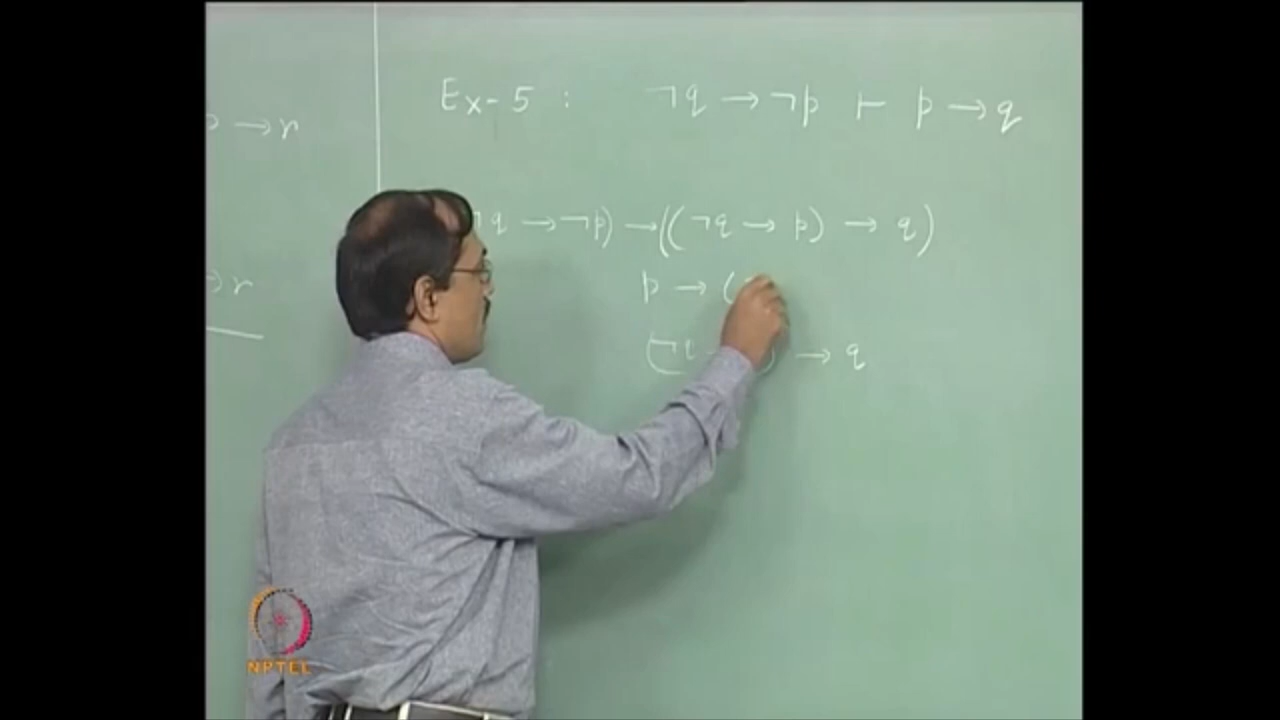 Ex-5 : ¬q → ¬p ⊢ p → q
→ r
¬q → ¬p) → ((¬q → p) → q)
p → (
→ r
(¬q → q
NPTEL